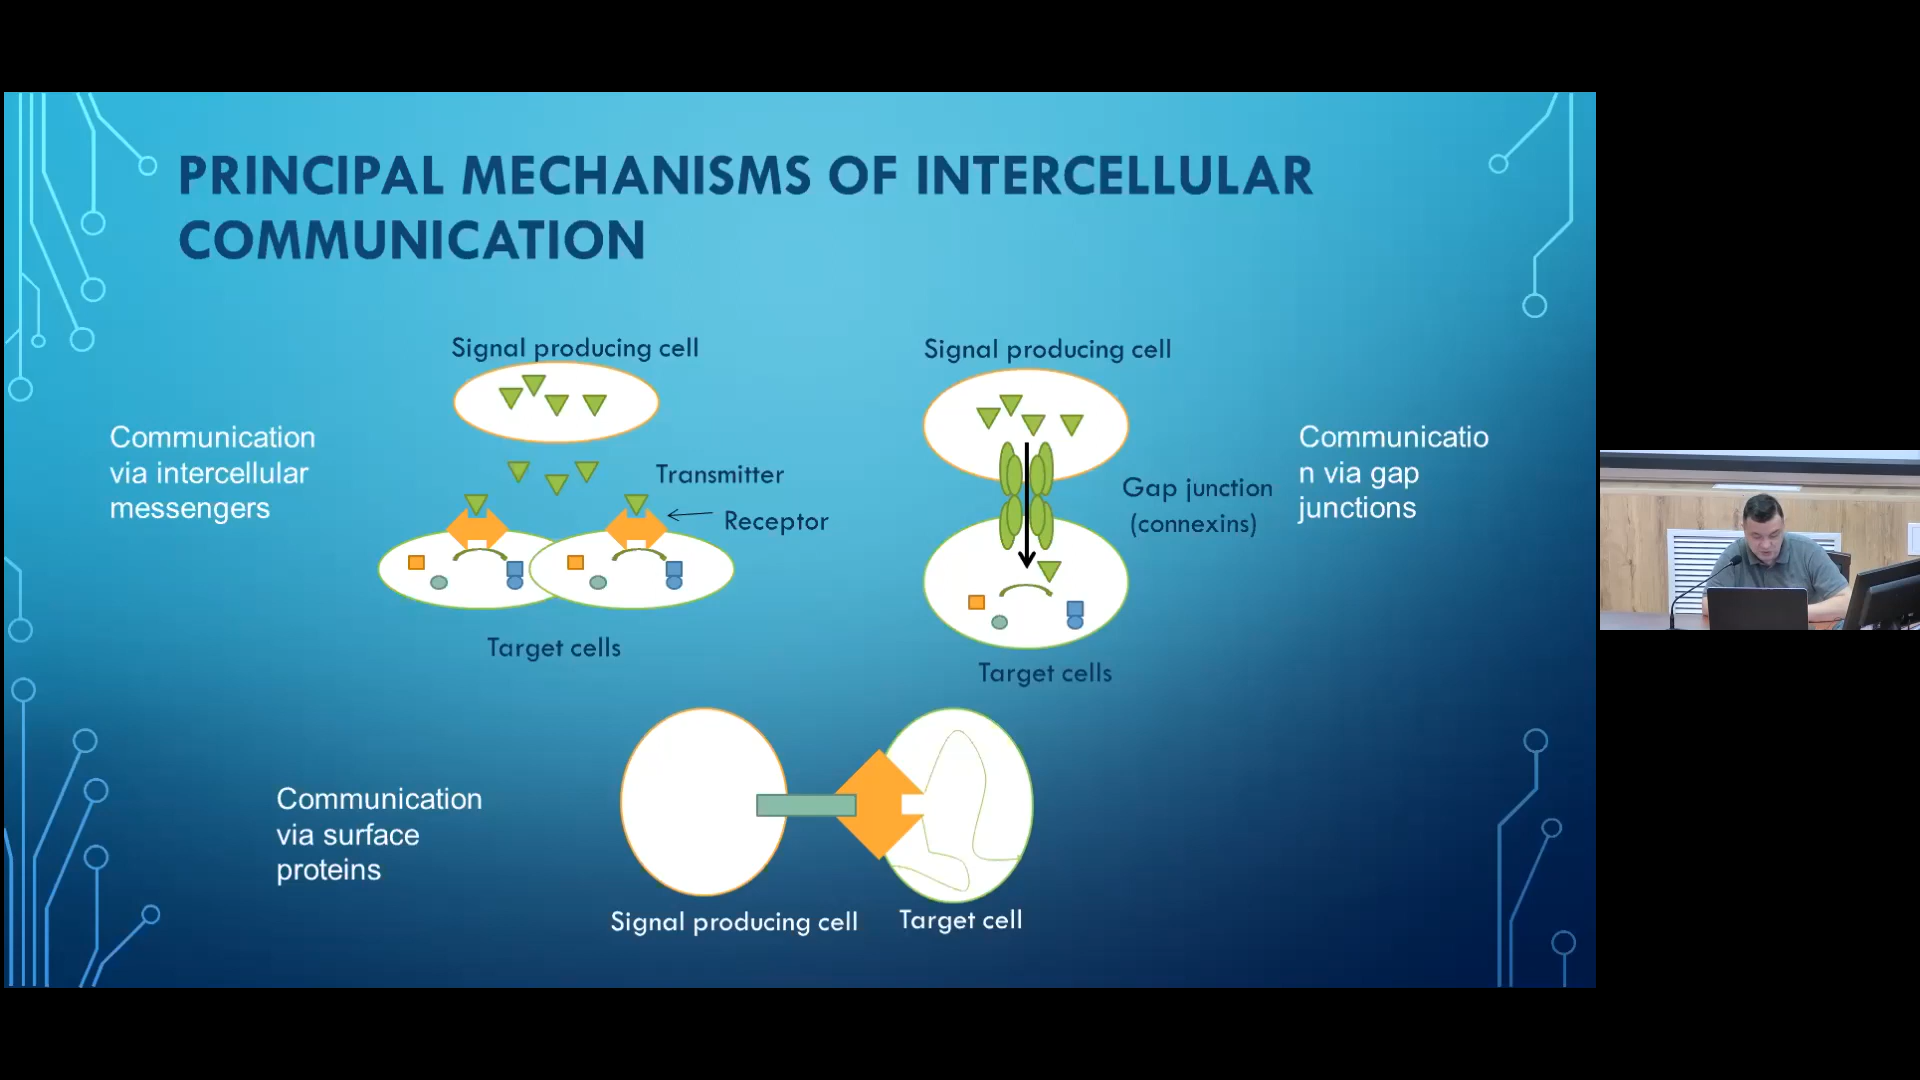 PRINCIPAL MECHANISMS OF INTERCELLULAR
COMMUNICATION
Signal producing cell
Signal producing cell
Communication
via intercellular
messengers
Transmitter
Receptor
Target cells
Gap junction
(connexins)
Communicatio
n via gap
junctions
Target cells
Communication
via surface
proteins
Signal producing cell
Target cell